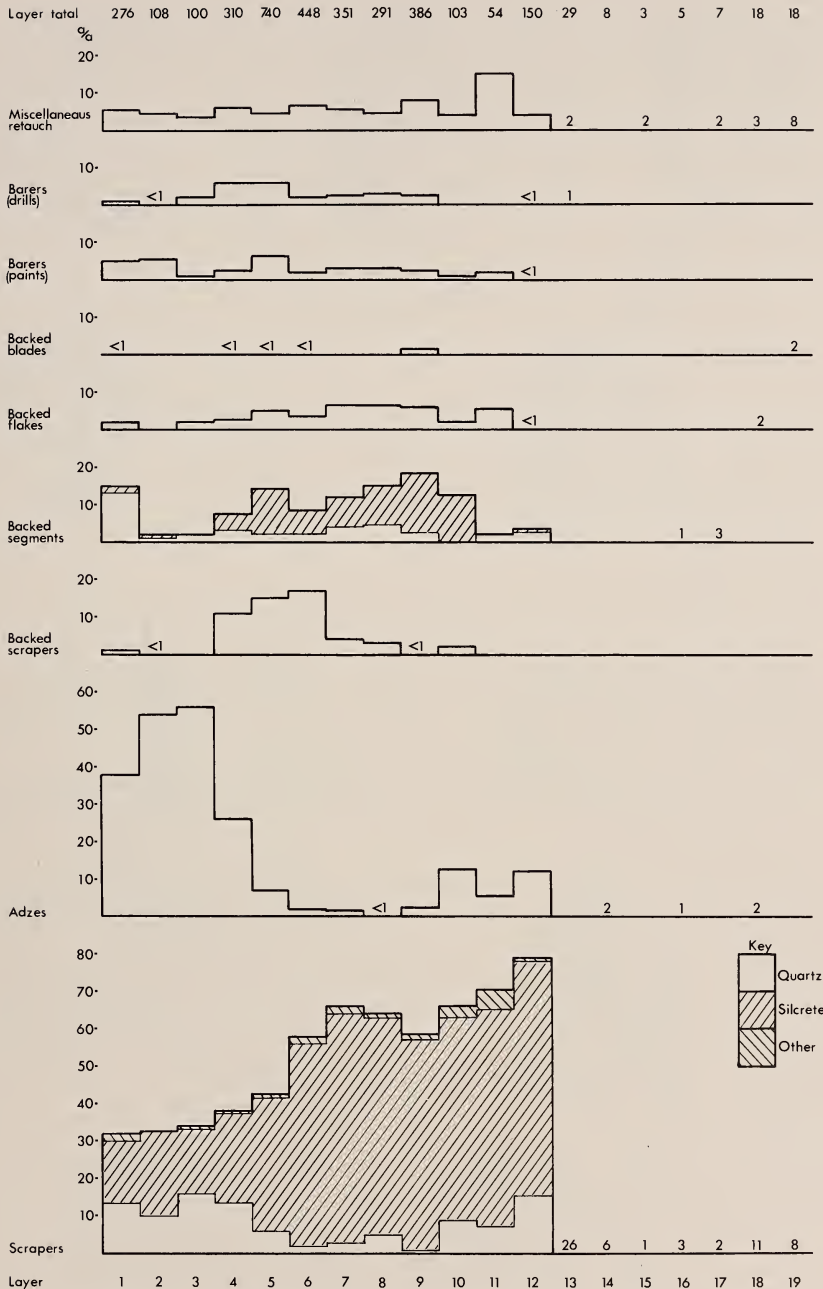 Layer total 276 108 100 310 740 448 351 291 386 103 54 150 29 8 3 5 7 18 18
%
20-
10-
Miscellaneaus
retauch
2 2 2 3 8
10-
Barers
(drills)
<1 <1 1
10-
Barers
(paints)
<1
10-
Backed
blades
<1 <1 <1 <1 2
10-
Backed
flakes
<1 2
20-
10-
Backed
segments
1 3
20-
10-
Backed
scrapers
<1 <1
60-
50-
40-
30-
20-
10-
Adzes
<1 2 1 2
80-
70-
60-
50-
40-
30-
20-
10-
Scrapers
26 6 1 3 2 11 8
Key
Quartz
Silcrete
Other
Layer 1 2 3 4 5 6 7 8 9 10 11 12 13 14 15 16 17 18 19